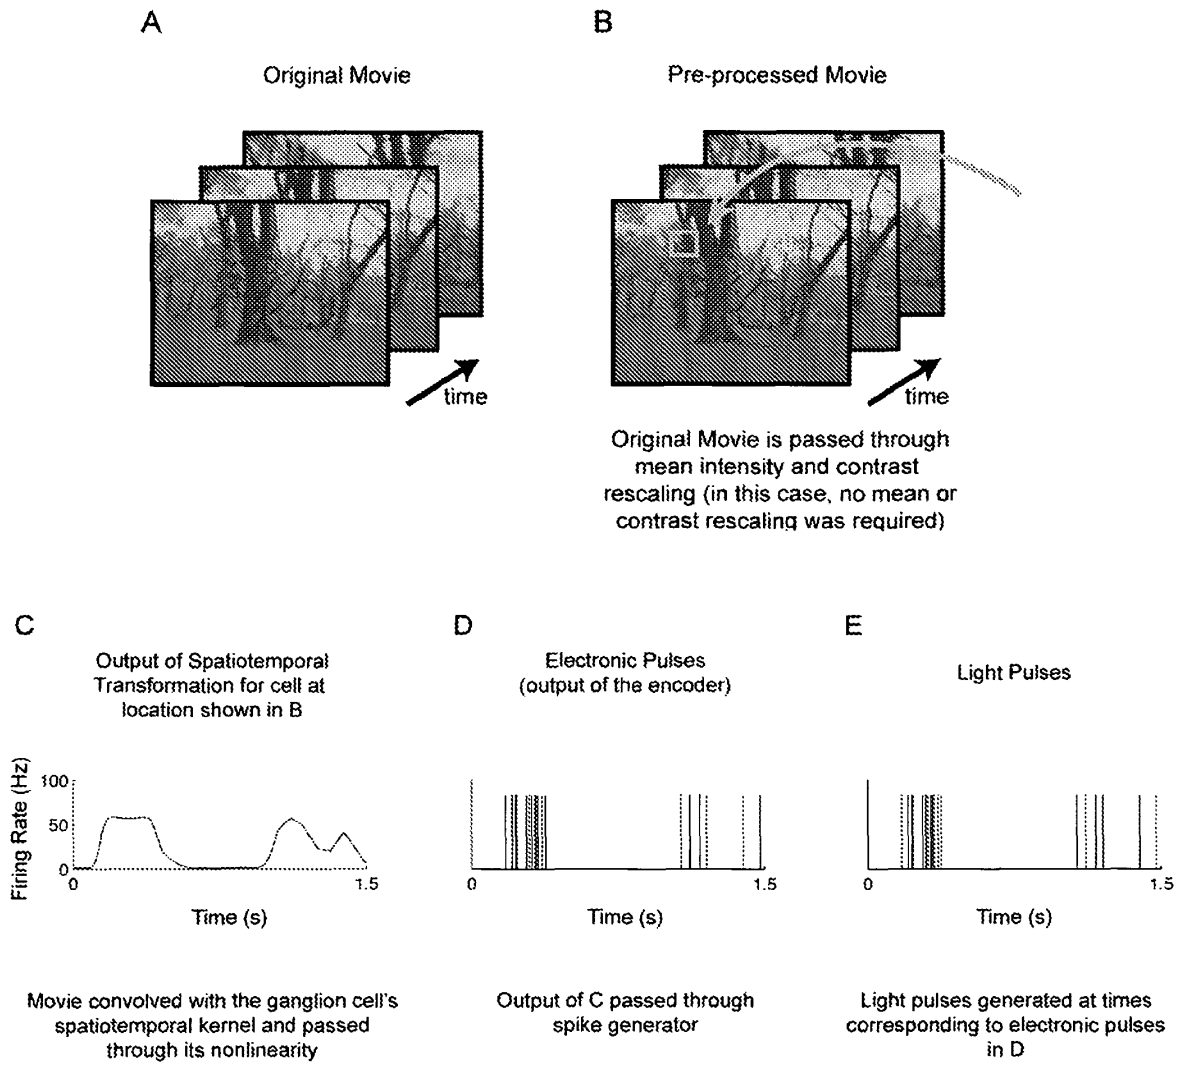 A
Original Movie
time
B
Pre-processed Movie
time
Original Movie is passed through
mean intensity and contrast
rescaling (in this case, no mean or
contrast rescaling was required)
C
Output of Spatiotemporal
Transformation for cell at
location shown in B
Firing Rate (Hz)
100
50
0
0
1.5
Time (s)
Movie convolved with the ganglion cell's
spatiotemporal kernel and passed
through its nonlinearity
D
Electronic Pulses
(output of the encoder)
0
1.5
Time (s)
Output of C passed through
spike generator
E
Light Pulses
0
1.5
Time (s)
Light pulses generated at times
corresponding to electronic pulses
in D